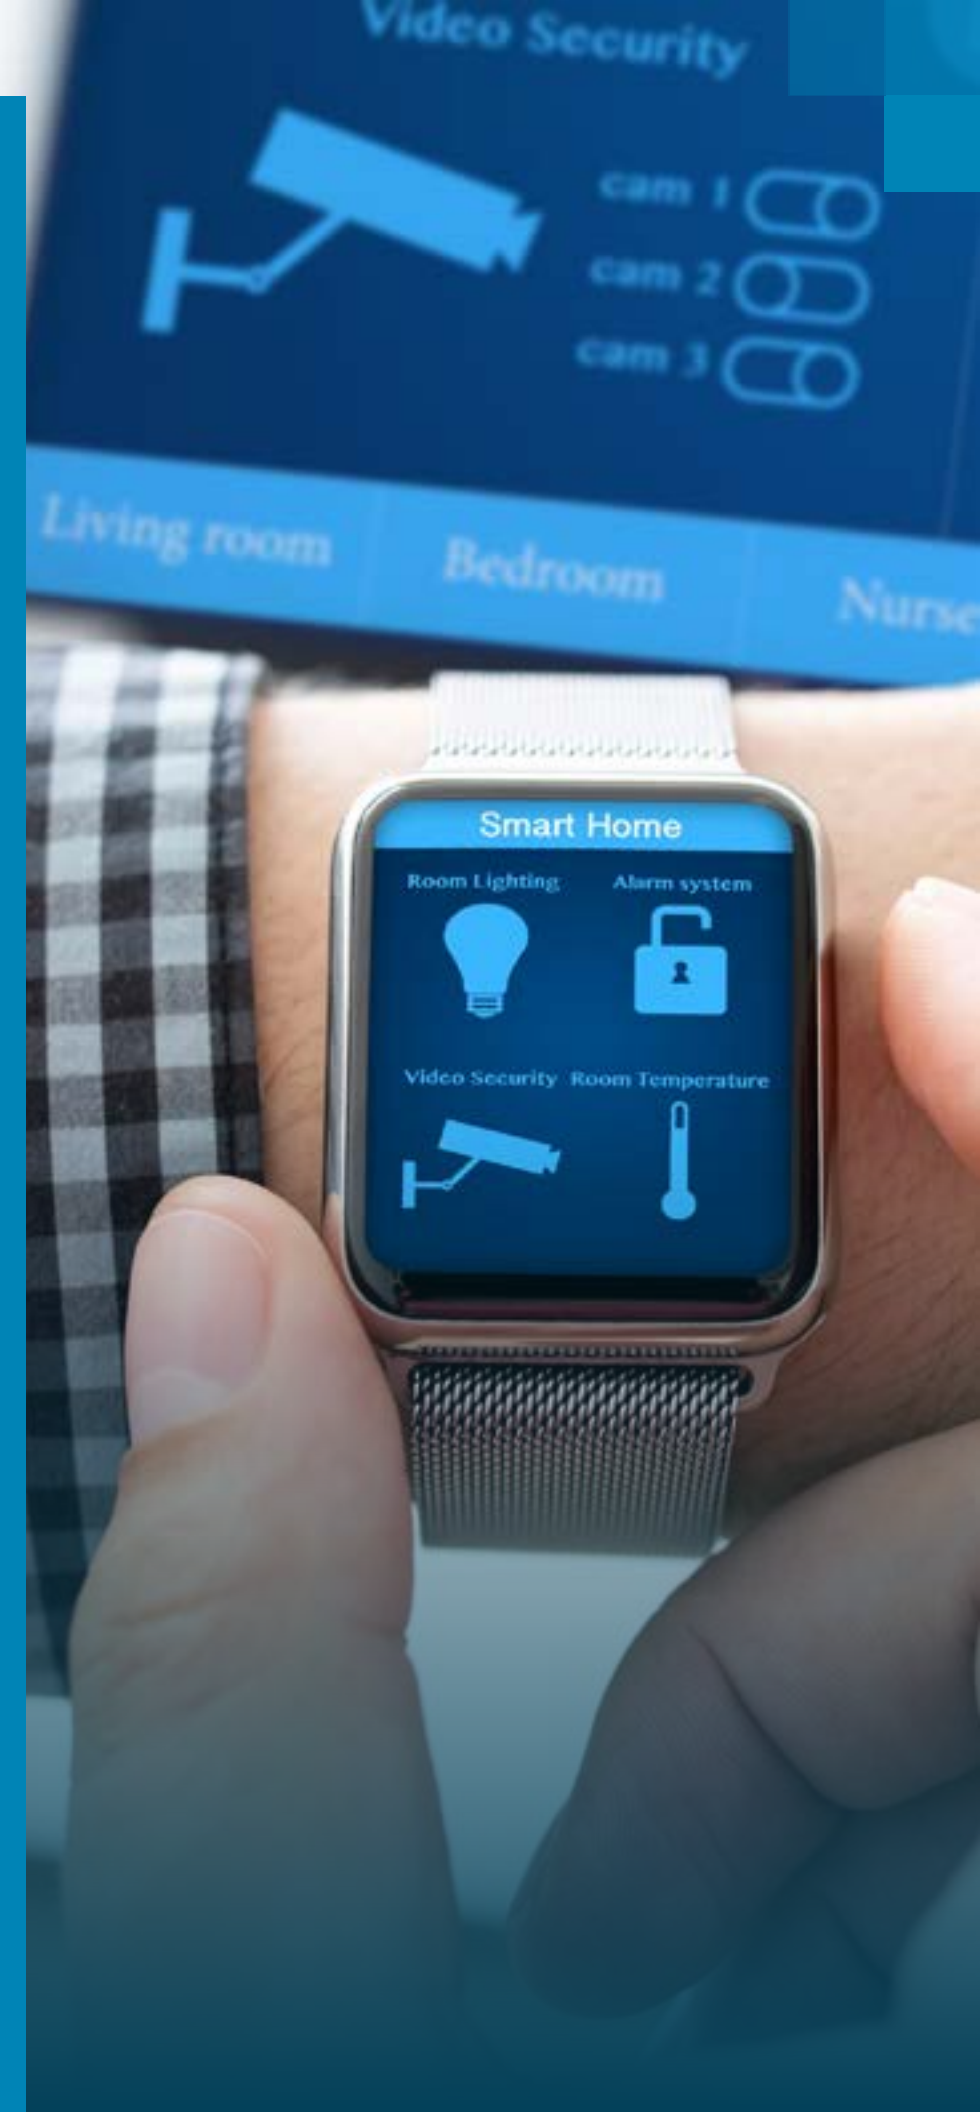 Video Security
cam 1
cam 2
cam 3
Living room
Bedroom
Nurse
Smart Home
Room Lighting
Alarm system
Video Security
Room Temperature